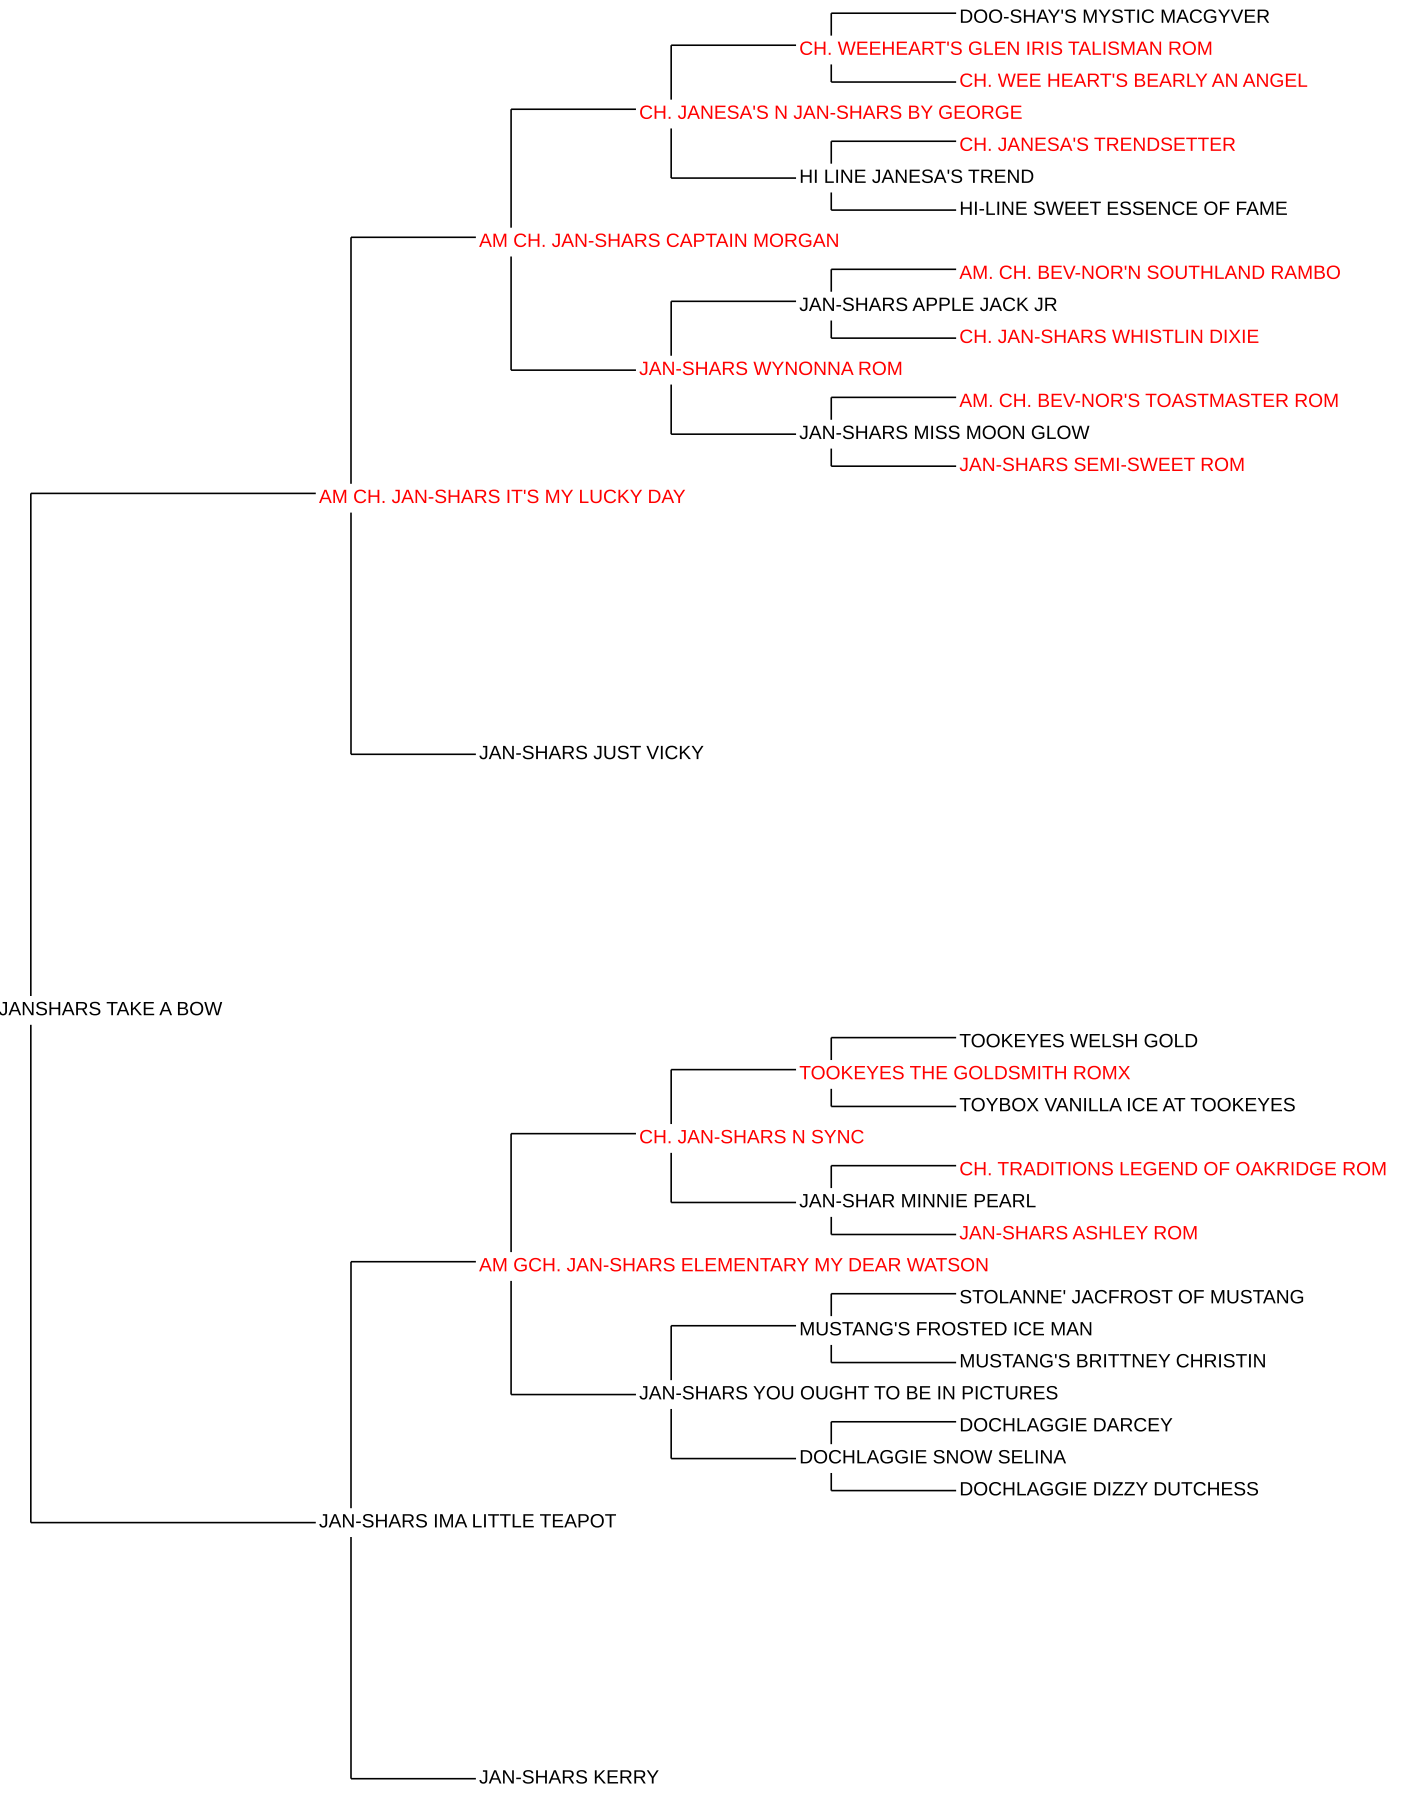 DOO-SHAY'S MYSTIC MACGYVER
CH. WEEHEART'S GLEN IRIS TALISMAN ROM
CH. WEE HEART'S BEARLY AN ANGEL
CH. JANESA'S N JAN-SHARS BY GEORGE
CH. JANESA'S TRENDSETTER
HI LINE JANESA'S TREND
HI-LINE SWEET ESSENCE OF FAME
AM CH. JAN-SHARS CAPTAIN MORGAN
AM. CH. BEV-NOR'N SOUTHLAND RAMBO
JAN-SHARS APPLE JACK JR
CH. JAN-SHARS WHISTLIN DIXIE
JAN-SHARS WYNONNA ROM
AM. CH. BEV-NOR'S TOASTMASTER ROM
JAN-SHARS MISS MOON GLOW
JAN-SHARS SEMI-SWEET ROM
AM CH. JAN-SHARS IT'S MY LUCKY DAY
JAN-SHARS JUST VICKY
JANSHARS TAKE A BOW
TOOKEYES WELSH GOLD
TOOKEYES THE GOLDSMITH ROMX
TOYBOX VANILLA ICE AT TOOKEYES
CH. JAN-SHARS N SYNC
CH. TRADITIONS LEGEND OF OAKRIDGE ROM
JAN-SHAR MINNIE PEARL
JAN-SHARS ASHLEY ROM
AM GCH. JAN-SHARS ELEMENTARY MY DEAR WATSON
STOLANNE' JACFROST OF MUSTANG
MUSTANG'S FROSTED ICE MAN
MUSTANG'S BRITTNEY CHRISTIN
JAN-SHARS YOU OUGHT TO BE IN PICTURES
DOCHLAGGIE DARCEY
DOCHLAGGIE SNOW SELINA
DOCHLAGGIE DIZZY DUTCHESS
JAN-SHARS IMA LITTLE TEAPOT
JAN-SHARS KERRY